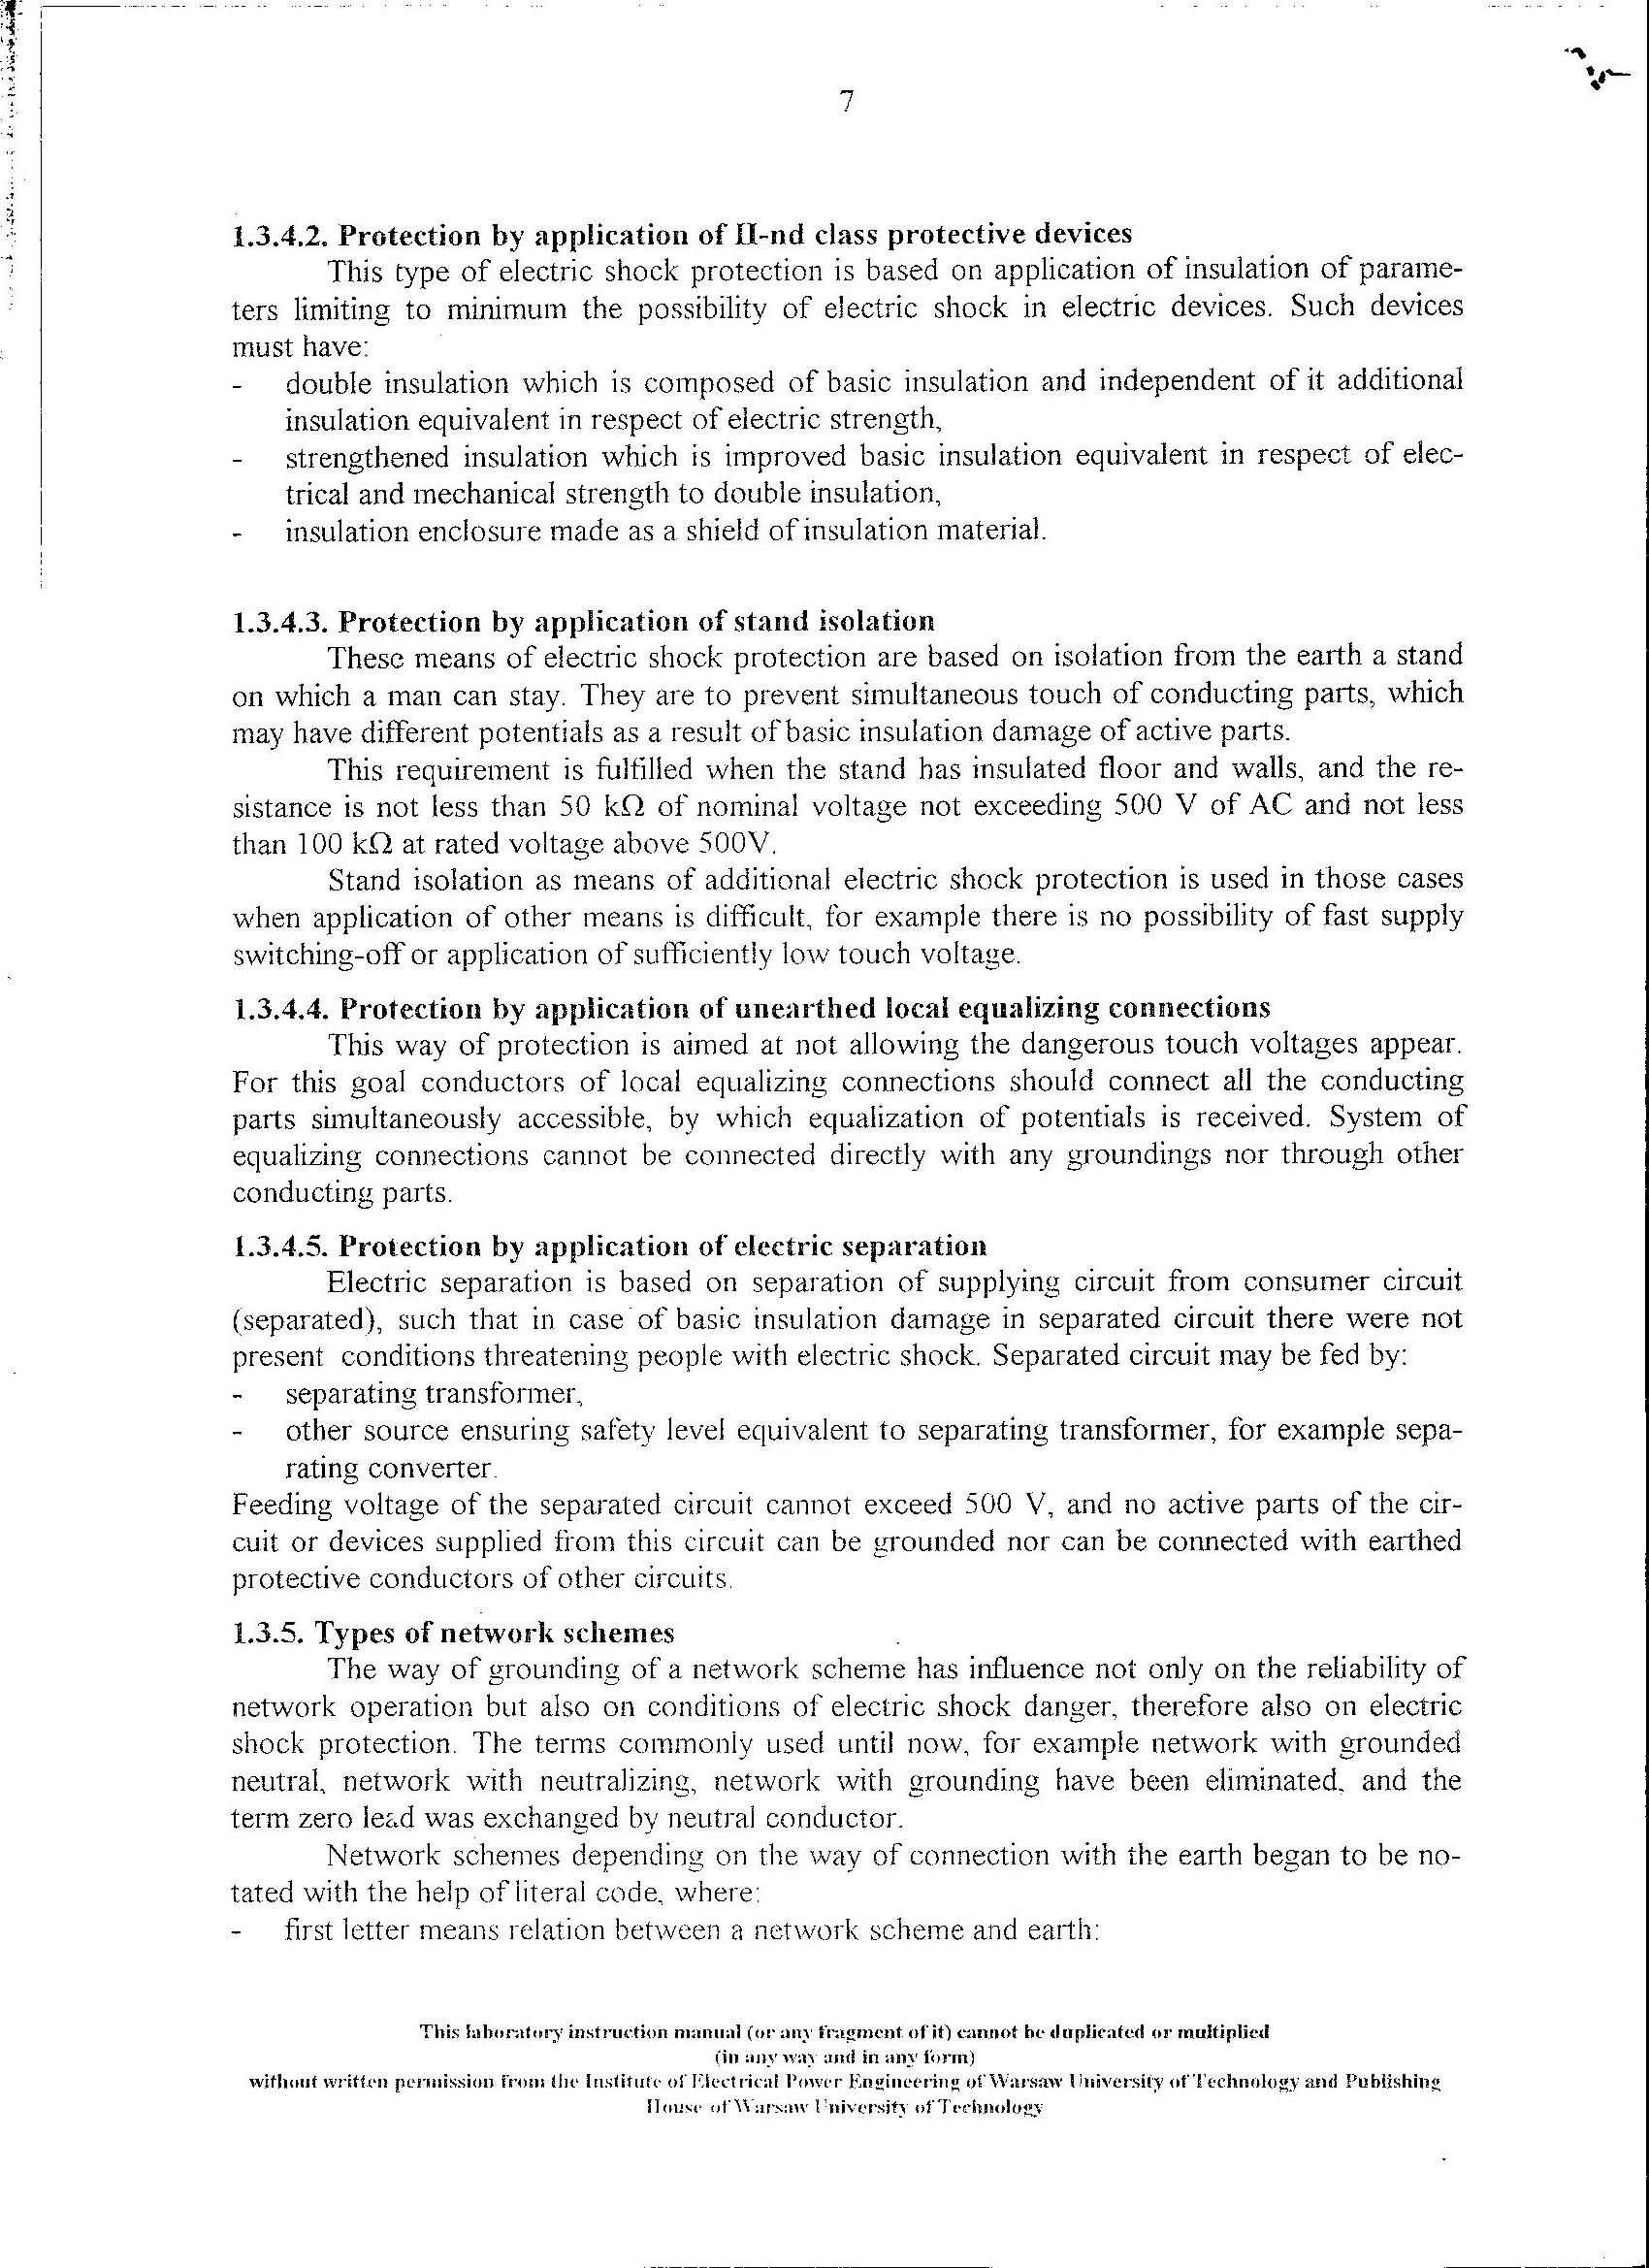 7
1.3.4.2. Protection by application of II-nd class protective devices
This type of electric shock protection is based on application of insulation of parame-
ters limiting to minimum the possibility of electric shock in electric devices. Such devices
must have:
- double insulation which is composed of basic insulation and independent of it additional
insulation equivalent in respect of electric strength,
- strengthened insulation which is improved basic insulation equivalent in respect of elec-
trical and mechanical strength to double insulation,
- insulation enclosure made as a shield of insulation material.
1.3.4.3. Protection by application of stand isolation
These means of electric shock protection are based on isolation from the earth a stand
on which a man can stay. They are to prevent simultaneous touch of conducting parts, which
may have different potentials as a result of basic insulation damage of active parts.
This requirement is fulfilled when the stand has insulated floor and walls, and the re-
sistance is not less than 50 kΩ of nominal voltage not exceeding 500 V of AC and not less
than 100 kΩ at rated voltage above 500V.
Stand isolation as means of additional electric shock protection is used in those cases
when application of other means is difficult, for example there is no possibility of fast supply
switching-off or application of sufficiently low touch voltage.
1.3.4.4. Protection by application of unearthed local equalizing connections
This way of protection is aimed at not allowing the dangerous touch voltages appear.
For this goal conductors of local equalizing connections should connect all the conducting
parts simultaneously accessible, by which equalization of potentials is received. System of
equalizing connections cannot be connected directly with any groundings nor through other
conducting parts.
1.3.4.5. Protection by application of electric separation
Electric separation is based on separation of supplying circuit from consumer circuit
(separated), such that in case of basic insulation damage in separated circuit there were not
present conditions threatening people with electric shock. Separated circuit may be fed by:
- separating transformer,
- other source ensuring safety level equivalent to separating transformer, for example sepa-
rating converter.
Feeding voltage of the separated circuit cannot exceed 500 V, and no active parts of the cir-
cuit or devices supplied from this circuit can be grounded nor can be connected with earthed
protective conductors of other circuits.
1.3.5. Types of network schemes
The way of grounding of a network scheme has influence not only on the reliability of
network operation but also on conditions of electric shock danger, therefore also on electric
shock protection. The terms commonly used until now, for example network with grounded
neutral, network with neutralizing, network with grounding have been eliminated, and the
term zero lead was exchanged by neutral conductor.
Network schemes depending on the way of connection with the earth began to be no-
tated with the help of literal code, where:
- first letter means relation between a network scheme and earth:
This laboratory instruction manual (or any fragment of it) cannot be duplicated or multiplied
(in any way and in any form)
without written permission from the Institute of Electrical Power Engineering of Warsaw University of Technology and Publishing
House of Warsaw University of Technology